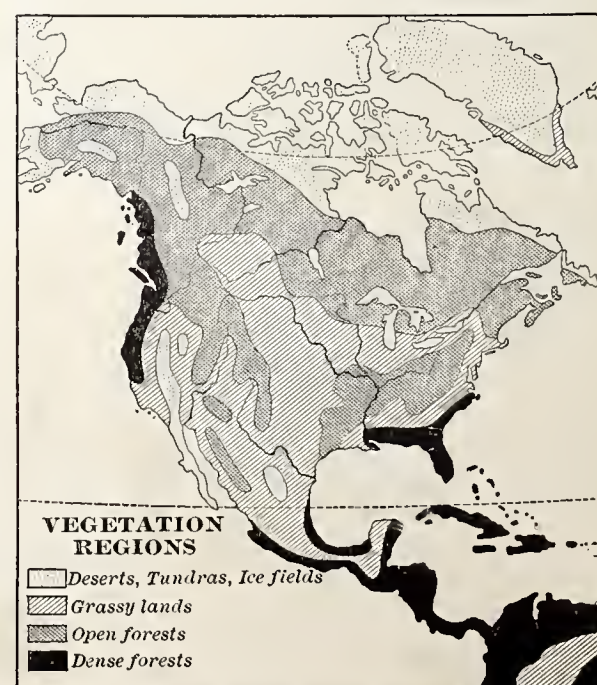 VEGETATION
REGIONS
Deserts, Tundras, Ice fields
Grassy lands
Open forests
Dense forests